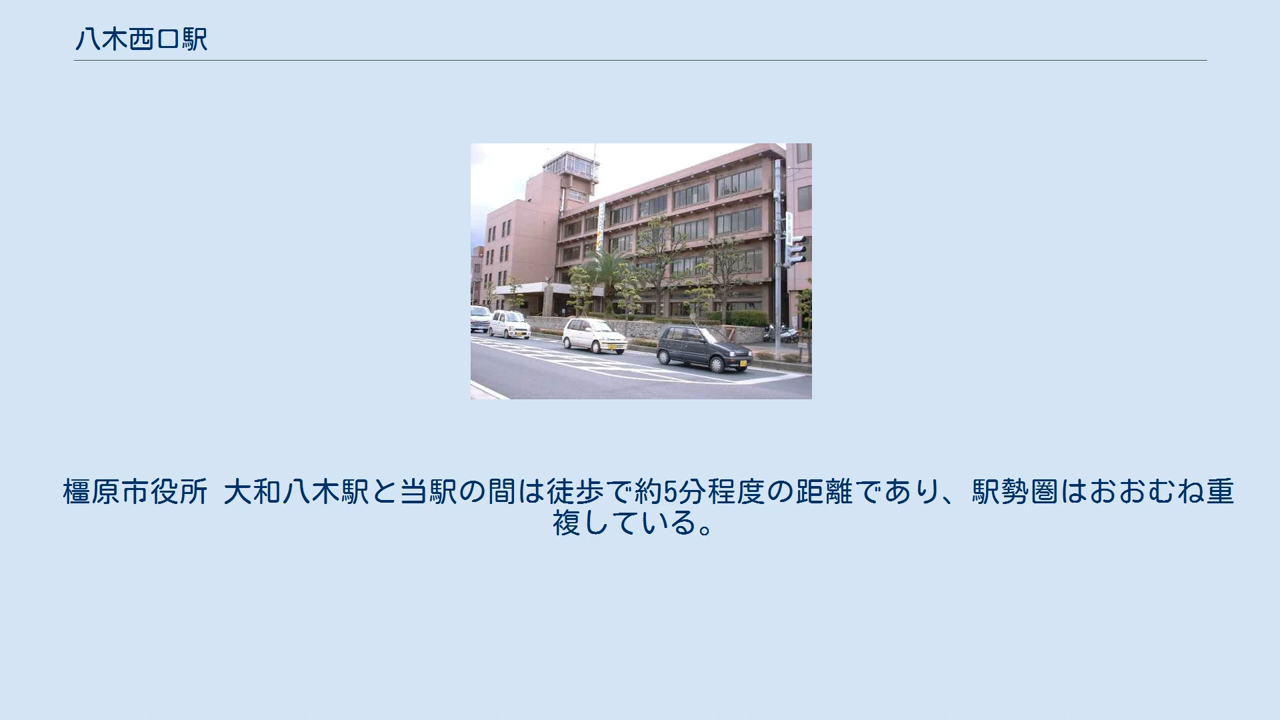 八木西口駅
橿原市役所 大和八木駅と当駅の間は徒歩で約5分程度の距離であり、駅勢圏はおおむね重
複している。